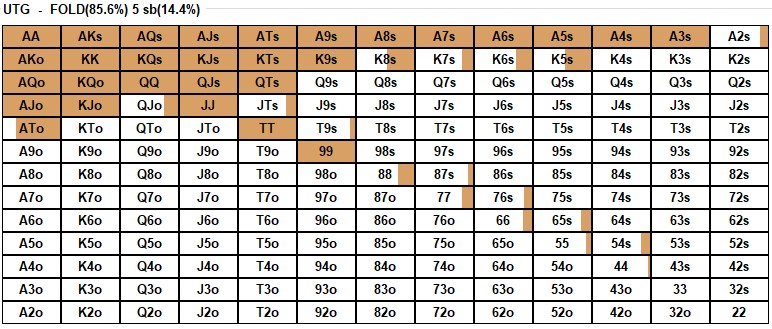 UTG - FOLD(85.6%) 5 sb(14.4%)
AA AKs AQs AJs ATs A9s A8s A7s A6s A5s A4s A3s A2s
AKo KK KQs KJs KTs K9s K8s K7s K6s K5s K4s K3s K2s
AQo KQo QQ QJs QTs Q9s Q8s Q7s Q6s Q5s Q4s Q3s Q2s
AJo KJo QJo JJ JTs J9s J8s J7s J6s J5s J4s J3s J2s
ATo KTo QTo JTo TT T9s T8s T7s T6s T5s T4s T3s T2s
A9o K9o Q9o J9o T9o 99 98s 97s 96s 95s 94s 93s 92s
A8o K8o Q8o J8o T8o 98o 88 87s 86s 85s 84s 83s 82s
A7o K7o Q7o J7o T7o 97o 87o 77 76s 75s 74s 73s 72s
A6o K6o Q6o J6o T6o 96o 86o 76o 66 65s 64s 63s 62s
A5o K5o Q5o J5o T5o 95o 85o 75o 65o 55 54s 53s 52s
A4o K4o Q4o J4o T4o 94o 84o 74o 64o 54o 44 43s 42s
A3o K3o Q3o J3o T3o 93o 83o 73o 63o 53o 43o 33 32s
A2o K2o Q2o J2o T2o 92o 82o 72o 62o 52o 42o 32o 22